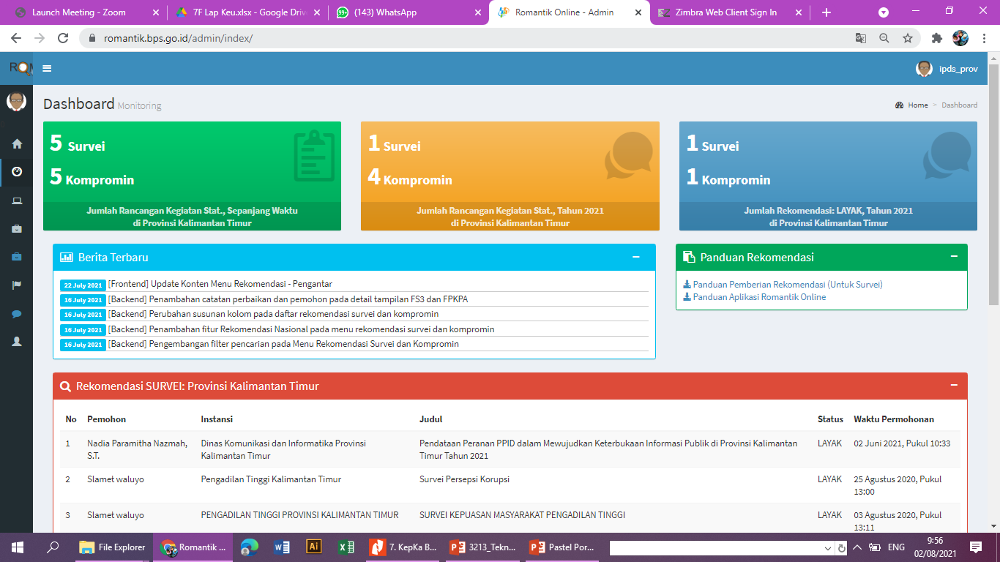 Launch Meeting - Zoom
7F Lap Keu.xlsx - Google Driv
99+ (143) WhatsApp
Romantik Online - Admin
Zimbra Web Client Sign In
romantik.bps.go.id/admin/index/
ipds_prov
Dashboard Monitoring
Home > Dashboard
5 Survei
5 Kompromin
Jumlah Rancangan Kegiatan Stat., Sepanjang Waktu
di Provinsi Kalimantan Timur
1 Survei
4 Kompromin
Jumlah Rancangan Kegiatan Stat., Tahun 2021
di Provinsi Kalimantan Timur
1 Survei
1 Kompromin
Jumlah Rekomendasi: LAYAK, Tahun 2021
di Provinsi Kalimantan Timur
Berita Terbaru
22 July 2021 [Frontend] Update Konten Menu Rekomendasi - Pengantar
16 July 2021 [Backend] Penambahan catatan perbaikan dan pemohon pada detail tampilan FS3 dan FPKPA
16 July 2021 [Backend] Perubahan susunan kolom pada daftar rekomendasi survei dan kompromin
16 July 2021 [Backend] Penambahan fitur Rekomendasi Nasional pada menu rekomendasi survei dan kompromin
16 July 2021 [Backend] Pengembangan filter pencarian pada Menu Rekomendasi Survei dan Kompromin
Panduan Rekomendasi
Panduan Pemberian Rekomendasi (Untuk Survei)
Panduan Aplikasi Romantik Online
Rekomendasi SURVEI: Provinsi Kalimantan Timur
No Pemohon Instansi Judul Status Waktu Permohonan
1 Nadia Paramitha Nazmah, Dinas Komunikasi dan Informatika Provinsi Pendataan Peranan PPID dalam Mewujudkan Keterbukaan Informasi Publik di Provinsi Kalimantan LAYAK 02 Juni 2021, Pukul 10:33
S.T. Kalimantan Timur Timur Tahun 2021
2 Slamet waluyo Pengadilan Tinggi Kalimantan Timur Survei Persepsi Korupsi LAYAK 25 Agustus 2020, Pukul
13:00
3 Slamet waluyo PENGADILAN TINGGI PROVINSI KALIMANTAN TIMUR SURVEI KEPUASAN MASYARAKAT PENGADILAN TINGGI LAYAK 03 Agustus 2020, Pukul
13:11
File Explorer
Romantik ...
7. KepKa B...
3213_Tekn...
Pastel Por...
ENG
9:56
02/08/2021